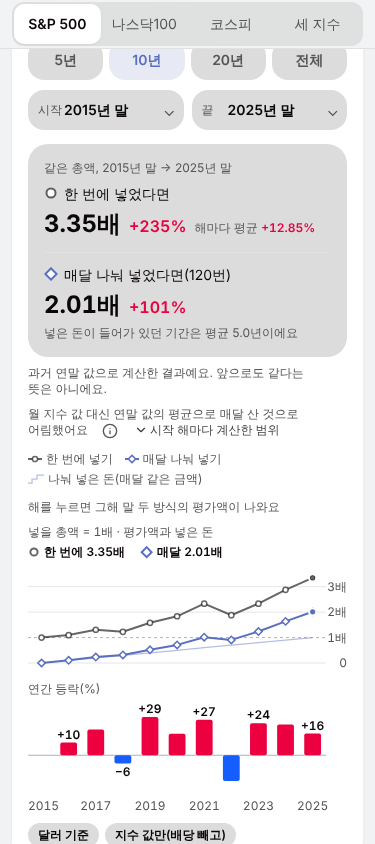 S&P 500 나스닥100 코스피 세 지수
5년 10년 20년 전체
시작 2015년 말 끝 2025년 말
같은 총액, 2015년 말 → 2025년 말
한 번에 넣었다면
3.35배 +235% 해마다 평균 +12.85%
매달 나눠 넣었다면(120번)
2.01배 +101%
넣은 돈이 들어가 있던 기간은 평균 5.0년이에요
과거 연말 값으로 계산한 결과예요. 앞으로도 같다는
뜻은 아니에요.
월 지수 값 대신 연말 값의 평균으로 매달 산 것으로
어림했어요 시작 해마다 계산한 범위
한 번에 넣기 매달 나눠 넣기
나눠 넣은 돈(매달 같은 금액)
해를 누르면 그해 말 두 방식의 평가액이 나와요
넣을 총액 = 1배 · 평가액과 넣은 돈
한 번에 3.35배 매달 2.01배
3배
2배
1배
0
연간 등락(%)
+10 −6 +29 +27 +24 +16
2015 2017 2019 2021 2023 2025
달러 기준 지수 값만(배당 빼고)